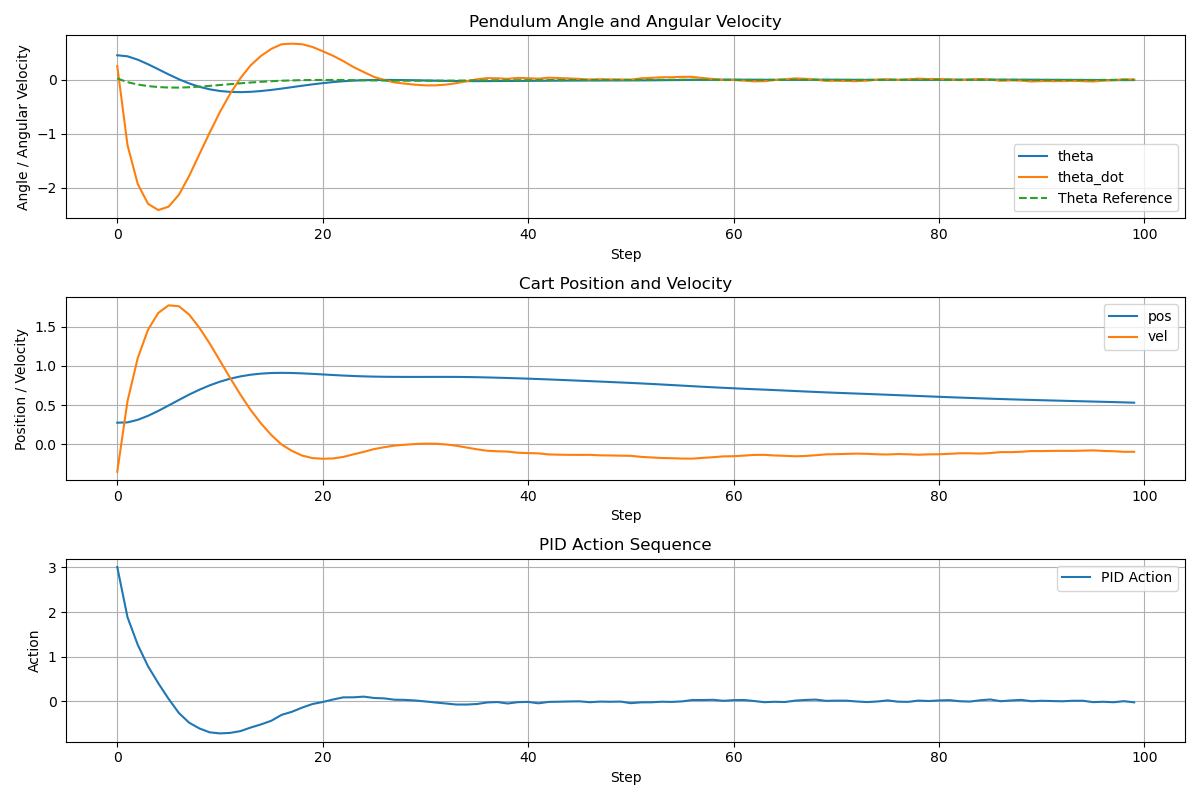 Pendulum Angle and Angular Velocity
Angle / Angular Velocity
0
−1
−2
theta
theta_dot
Theta Reference
0 20 40 60 80 100
Step
Cart Position and Velocity
Position / Velocity
1.5
1.0
0.5
0.0
pos
vel
0 20 40 60 80 100
Step
PID Action Sequence
Action
3
2
1
0
PID Action
0 20 40 60 80 100
Step